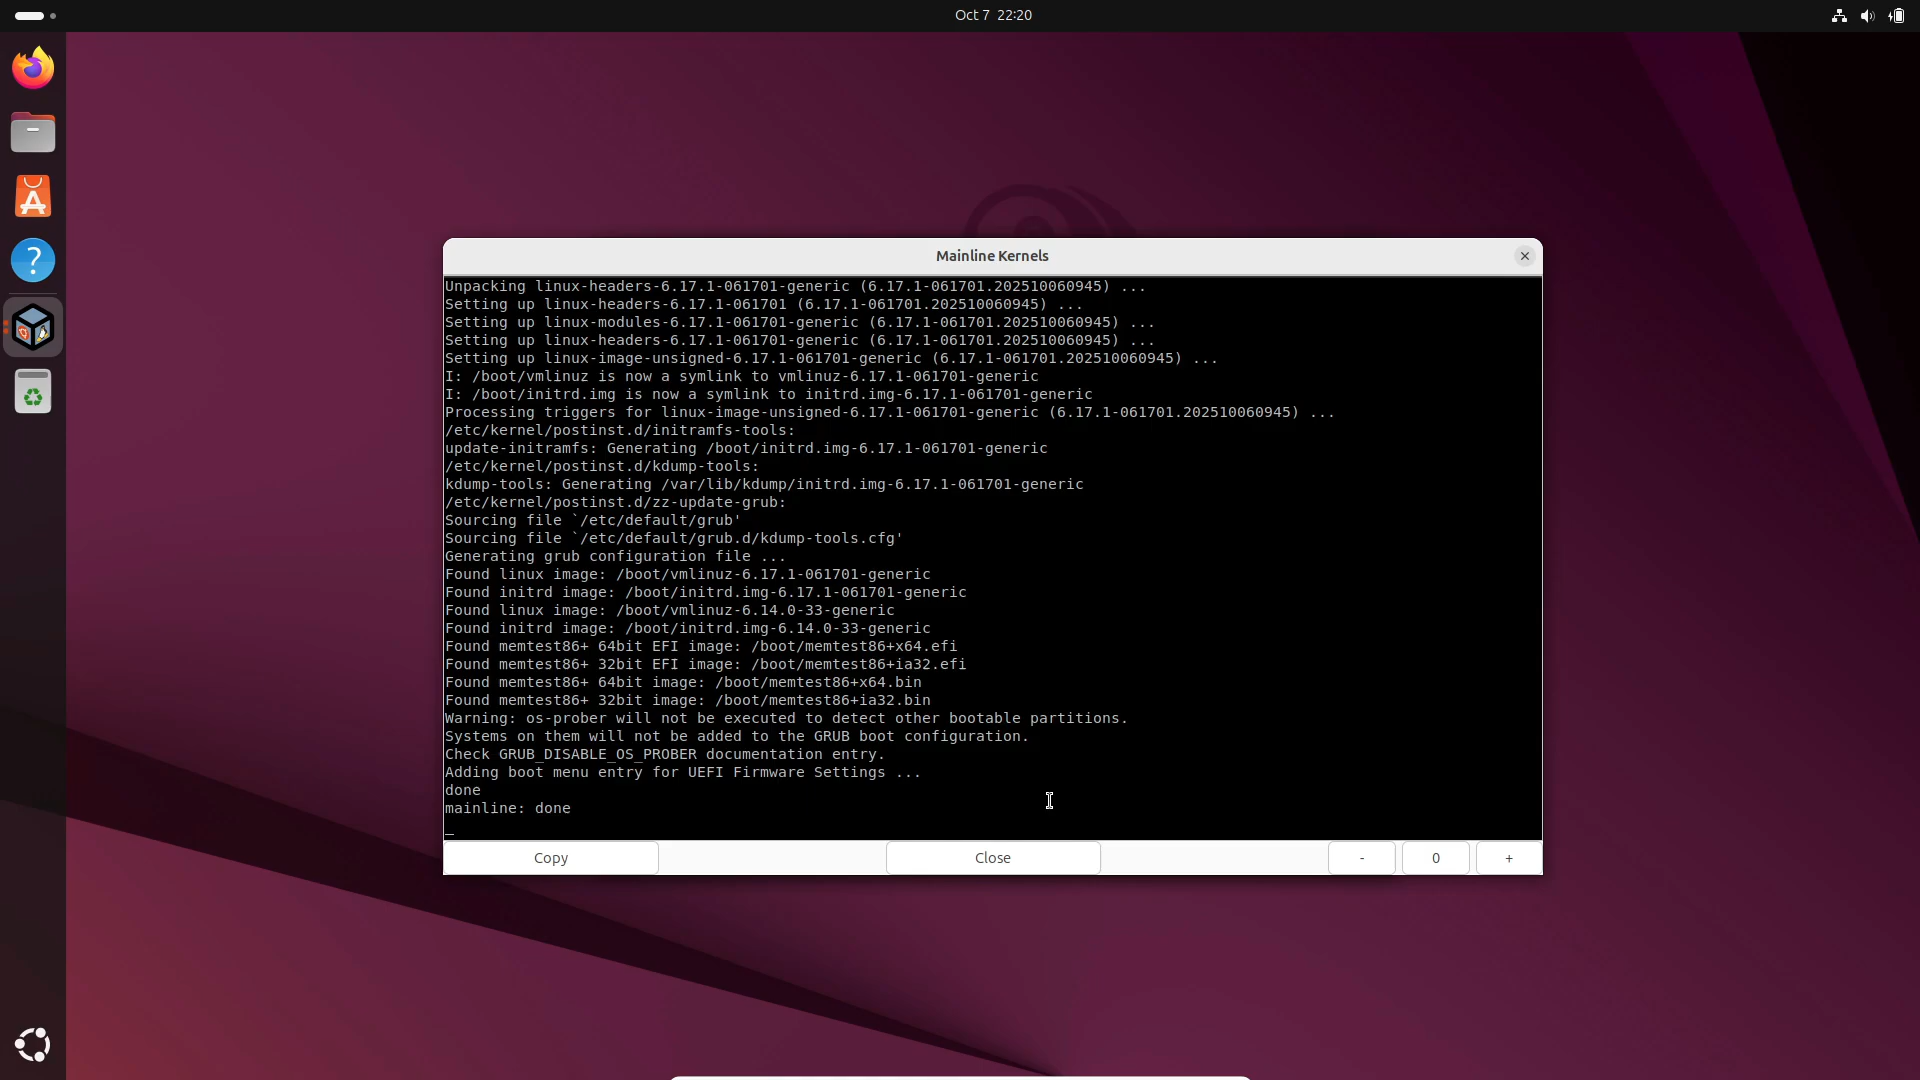 Oct 7 22:20
Mainline Kernels
Unpacking linux-headers-6.17.1-061701-generic (6.17.1-061701.202510060945) ...
Setting up linux-headers-6.17.1-061701 (6.17.1-061701.202510060945) ...
Setting up linux-modules-6.17.1-061701-generic (6.17.1-061701.202510060945) ...
Setting up linux-headers-6.17.1-061701-generic (6.17.1-061701.202510060945) ...
Setting up linux-image-unsigned-6.17.1-061701-generic (6.17.1-061701.202510060945) ...
I: /boot/vmlinuz is now a symlink to vmlinuz-6.17.1-061701-generic
I: /boot/initrd.img is now a symlink to initrd.img-6.17.1-061701-generic
Processing triggers for linux-image-unsigned-6.17.1-061701-generic (6.17.1-061701.202510060945) ...
/etc/kernel/postinst.d/initramfs-tools:
update-initramfs: Generating /boot/initrd.img-6.17.1-061701-generic
/etc/kernel/postinst.d/kdump-tools:
kdump-tools: Generating /var/lib/kdump/initrd.img-6.17.1-061701-generic
/etc/kernel/postinst.d/zz-update-grub:
Sourcing file `/etc/default/grub'
Sourcing file `/etc/default/grub.d/kdump-tools.cfg'
Generating grub configuration file ...
Found linux image: /boot/vmlinuz-6.17.1-061701-generic
Found initrd image: /boot/initrd.img-6.17.1-061701-generic
Found linux image: /boot/vmlinuz-6.14.0-33-generic
Found initrd image: /boot/initrd.img-6.14.0-33-generic
Found memtest86+ 64bit EFI image: /boot/memtest86+x64.efi
Found memtest86+ 32bit EFI image: /boot/memtest86+ia32.efi
Found memtest86+ 64bit image: /boot/memtest86+x64.bin
Found memtest86+ 32bit image: /boot/memtest86+ia32.bin
Warning: os-prober will not be executed to detect other bootable partitions.
Systems on them will not be added to the GRUB boot configuration.
Check GRUB_DISABLE_OS_PROBER documentation entry.
Adding boot menu entry for UEFI Firmware Settings ...
done
mainline: done
_
Copy Close - 0 +